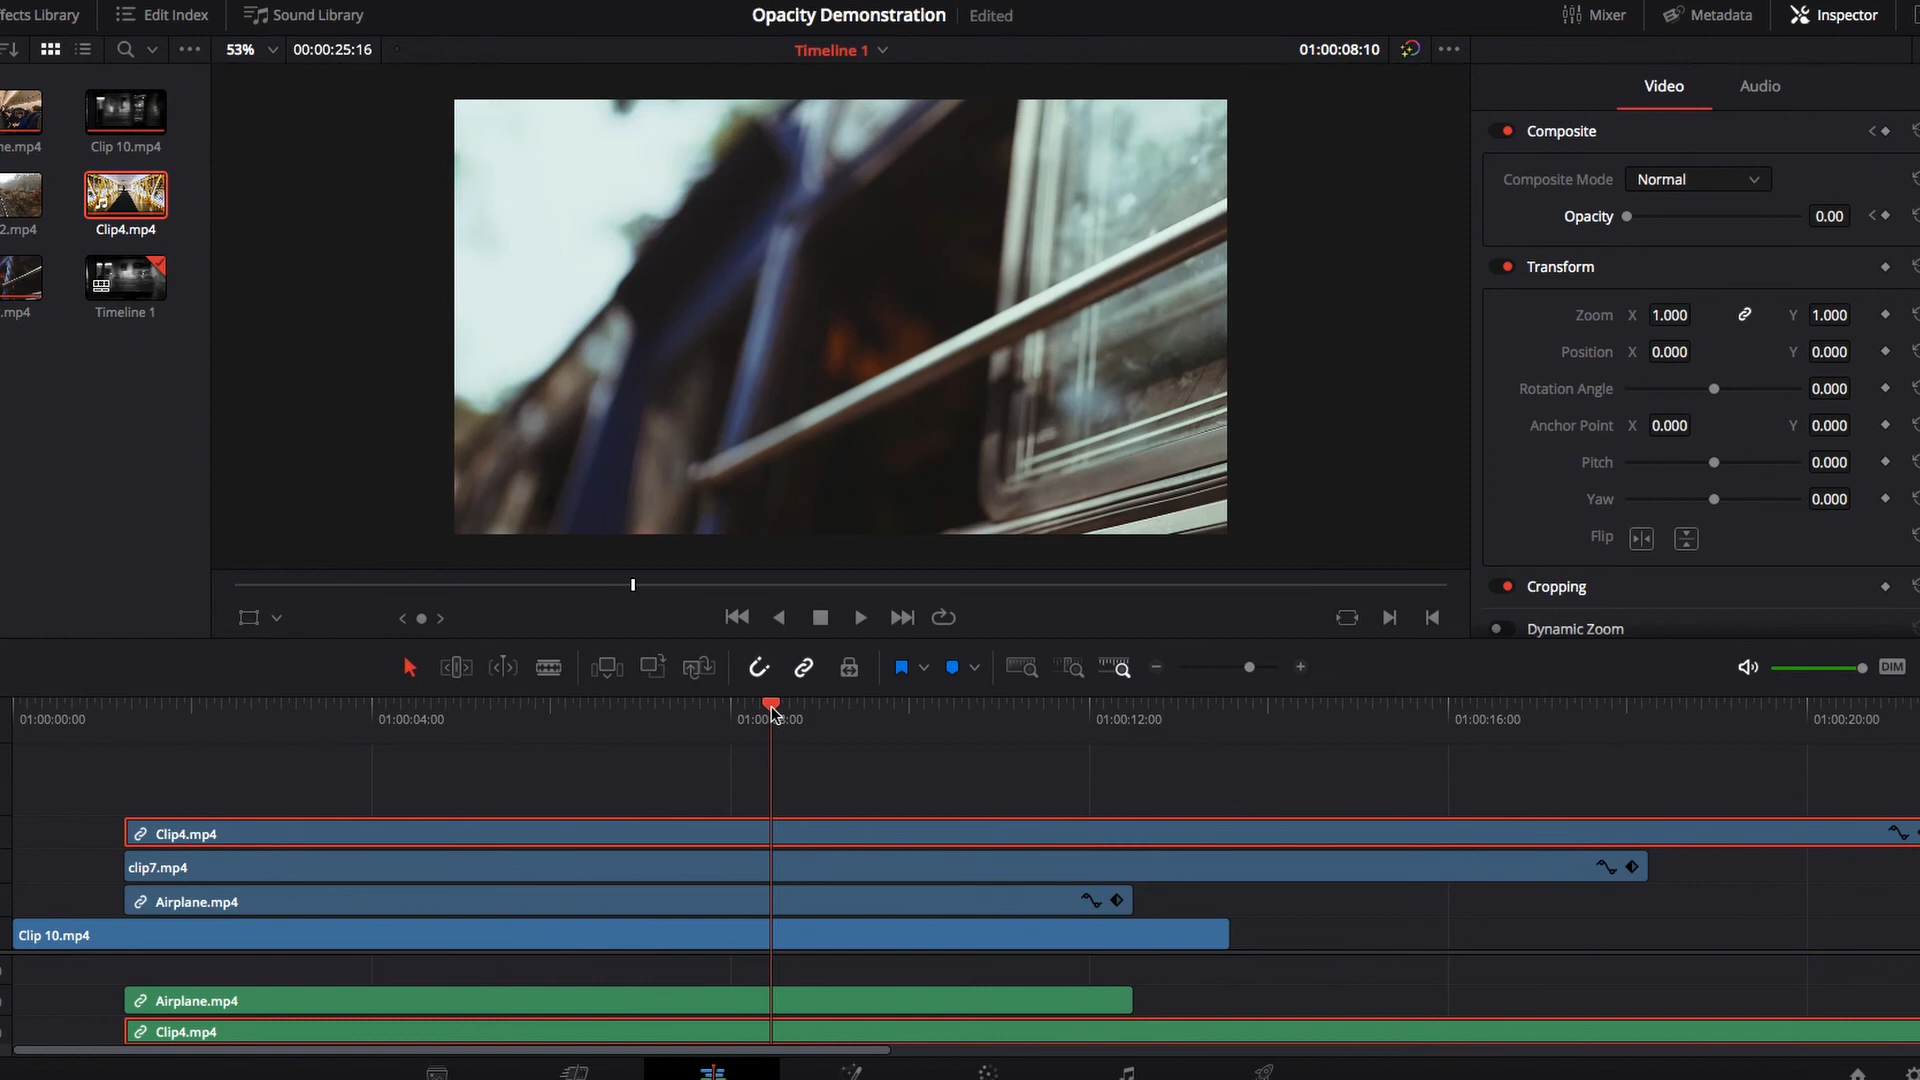 ffects Library
Edit Index
Sound Library
Opacity Demonstration
Edited
Mixer
Metadata
Inspector
53%
00:00:25:16
Timeline 1
01:00:08:10
ne.mp4
Clip 10.mp4
2.mp4
Clip4.mp4
.mp4
Timeline 1
Video
Audio
Composite
Composite Mode
Normal
Opacity
0.00
Transform
Zoom X 1.000 Y 1.000
Position X 0.000 Y 0.000
Rotation Angle 0.000
Anchor Point X 0.000 Y 0.000
Pitch 0.000
Yaw 0.000
Flip
Cropping
Dynamic Zoom
DIM
01:00:00:00
01:00:04:00
01:00:08:00
01:00:12:00
01:00:16:00
01:00:20:00
Clip4.mp4
clip7.mp4
Airplane.mp4
Clip 10.mp4
Airplane.mp4
Clip4.mp4